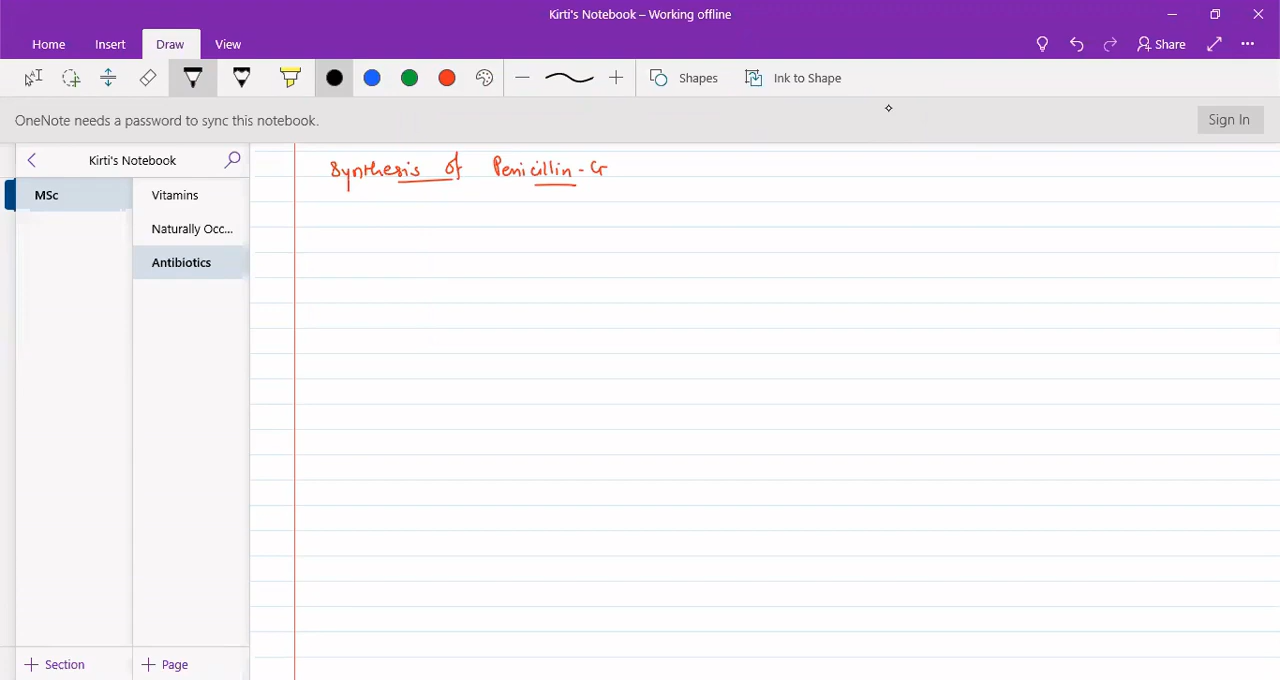 Kirti's Notebook – Working offline
Home Insert Draw View Share
Shapes Ink to Shape
OneNote needs a password to sync this notebook. Sign In
Kirti's Notebook
MSc
Vitamins
Naturally Occ...
Antibiotics
Synthesis of Penicillin-G
Section
Page